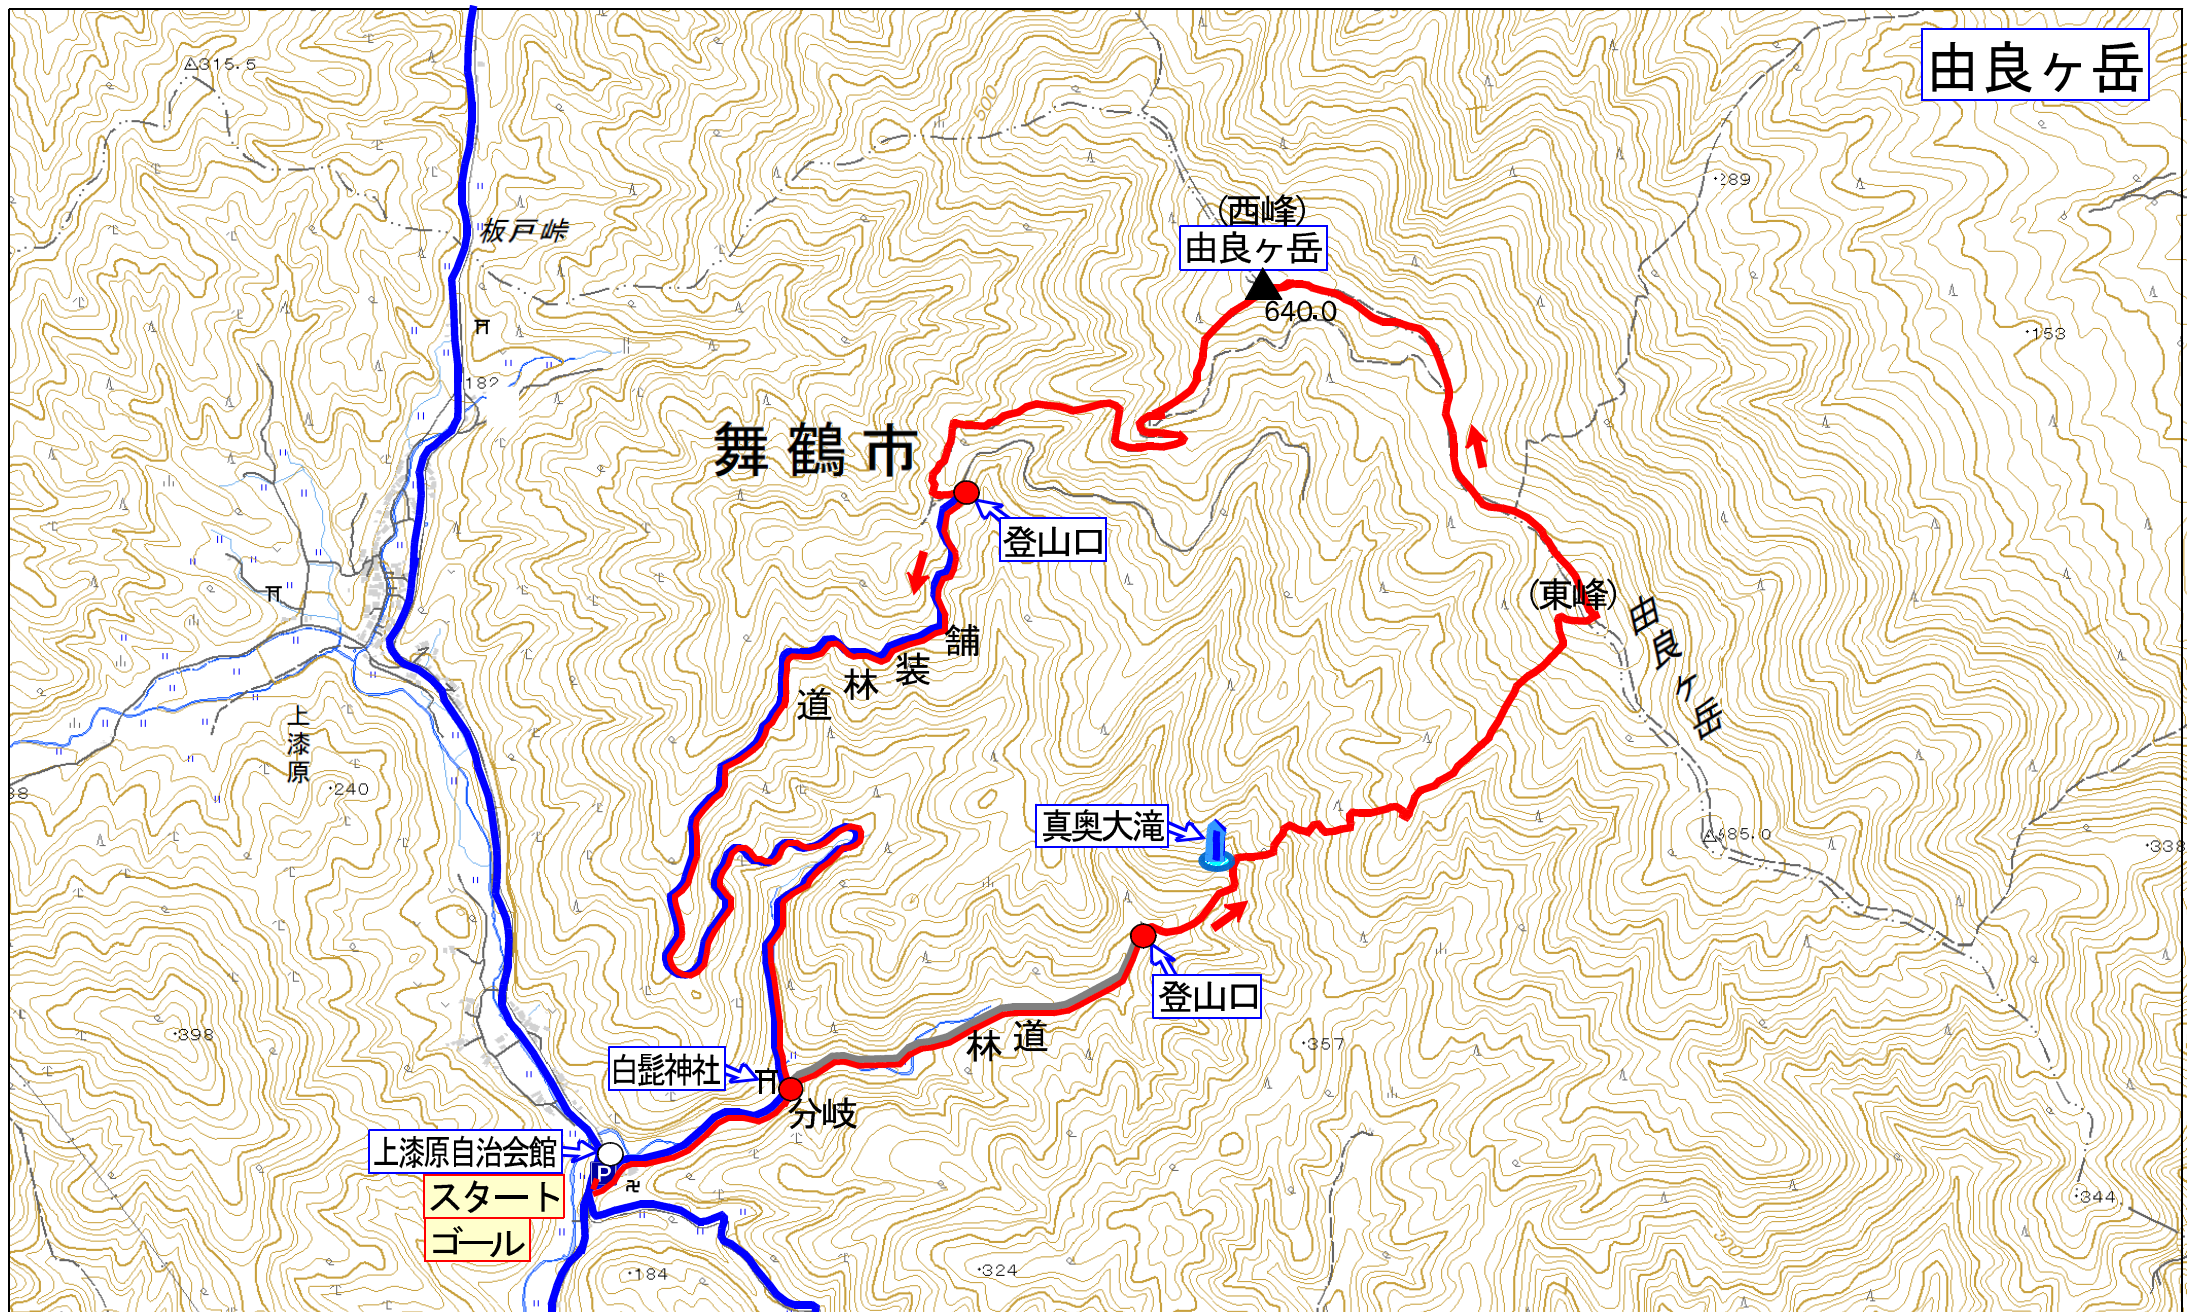 由良ヶ岳
315.5
500
289
板戸峠
(西峰)
由良ヶ岳
640.0
153
182
舞鶴市
登山口
(東峰)
由良ヶ岳
舗
装
林
道
上漆原
240
38
真奥大滝
685.0
338
登山口
398
林道
357
白髭神社
分岐
上漆原自治会館
P
スタート
ゴール
344
184
324